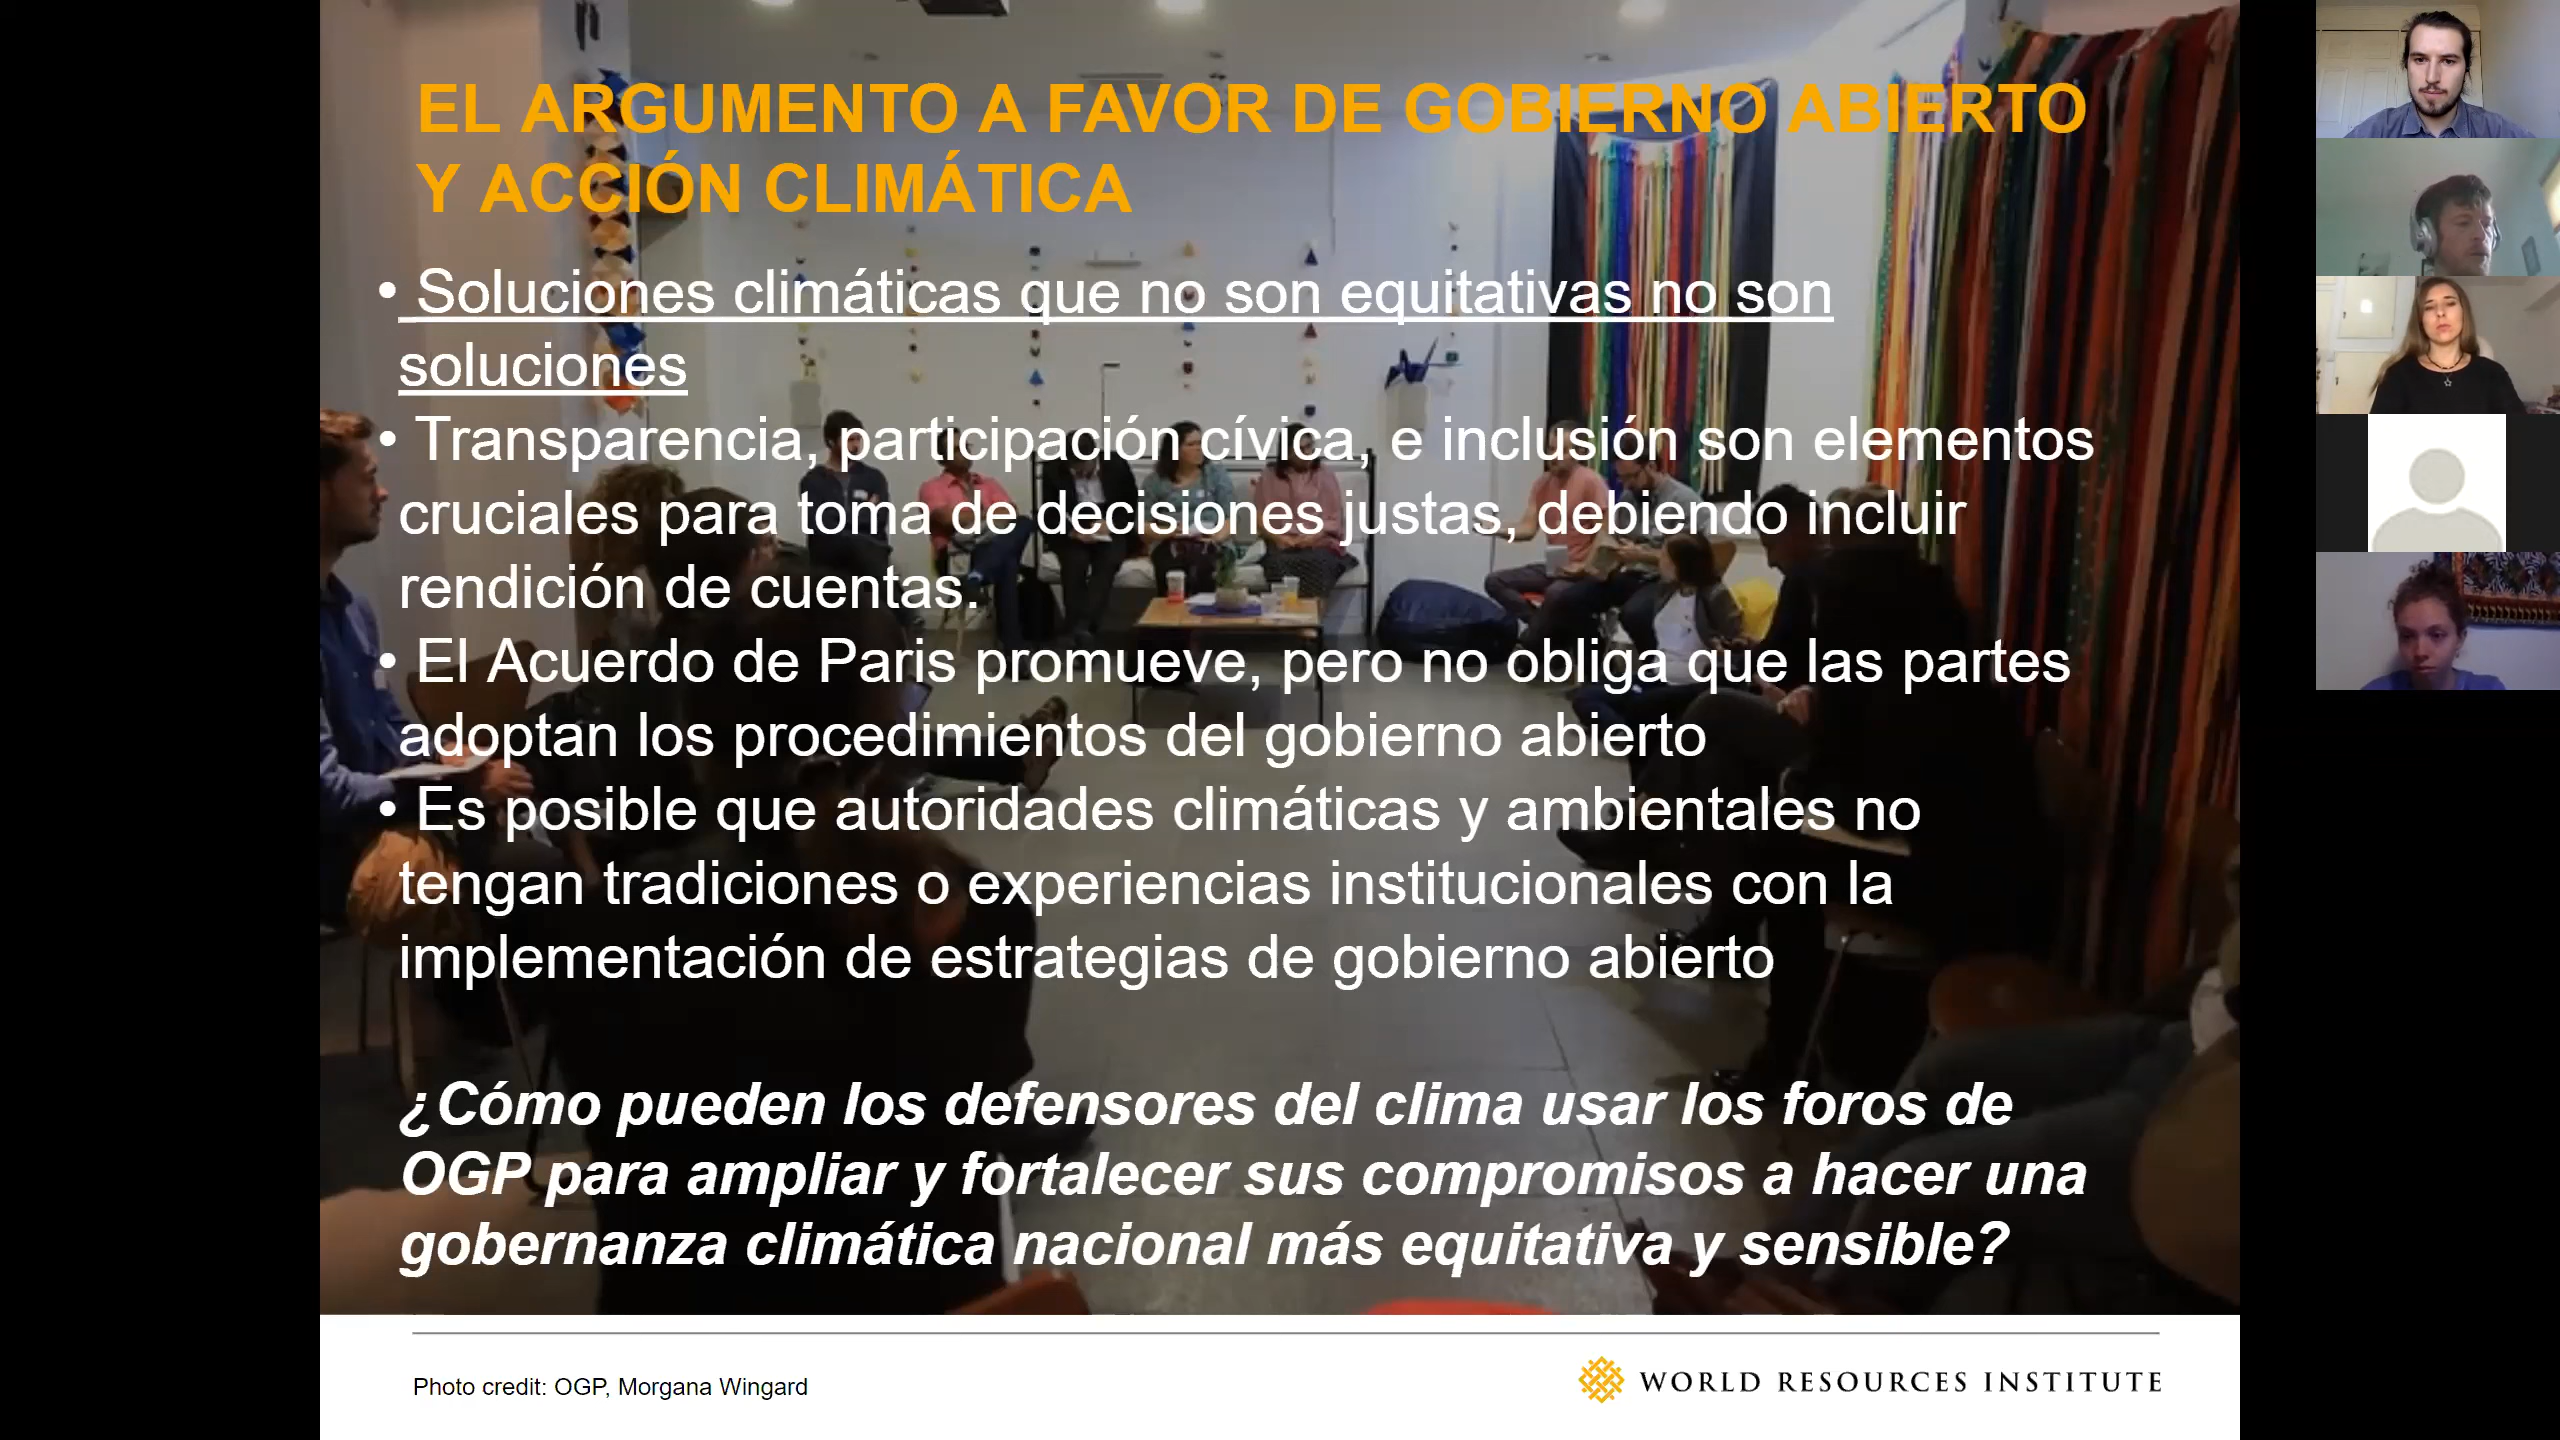 EL ARGUMENTO A FAVOR DE GOBIERNO ABIERTO
Y ACCIÓN CLIMÁTICA
• Soluciones climáticas que no son equitativas no son
soluciones
• Transparencia, participación cívica, e inclusión son elementos
cruciales para toma de decisiones justas, debiendo incluir
rendición de cuentas.
• El Acuerdo de Paris promueve, pero no obliga que las partes
adoptan los procedimientos del gobierno abierto
• Es posible que autoridades climáticas y ambientales no
tengan tradiciones o experiencias institucionales con la
implementación de estrategias de gobierno abierto
¿Cómo pueden los defensores del clima usar los foros de
OGP para ampliar y fortalecer sus compromisos a hacer una
gobernanza climática nacional más equitativa y sensible?
Photo credit: OGP, Morgana Wingard
WORLD RESOURCES INSTITUTE